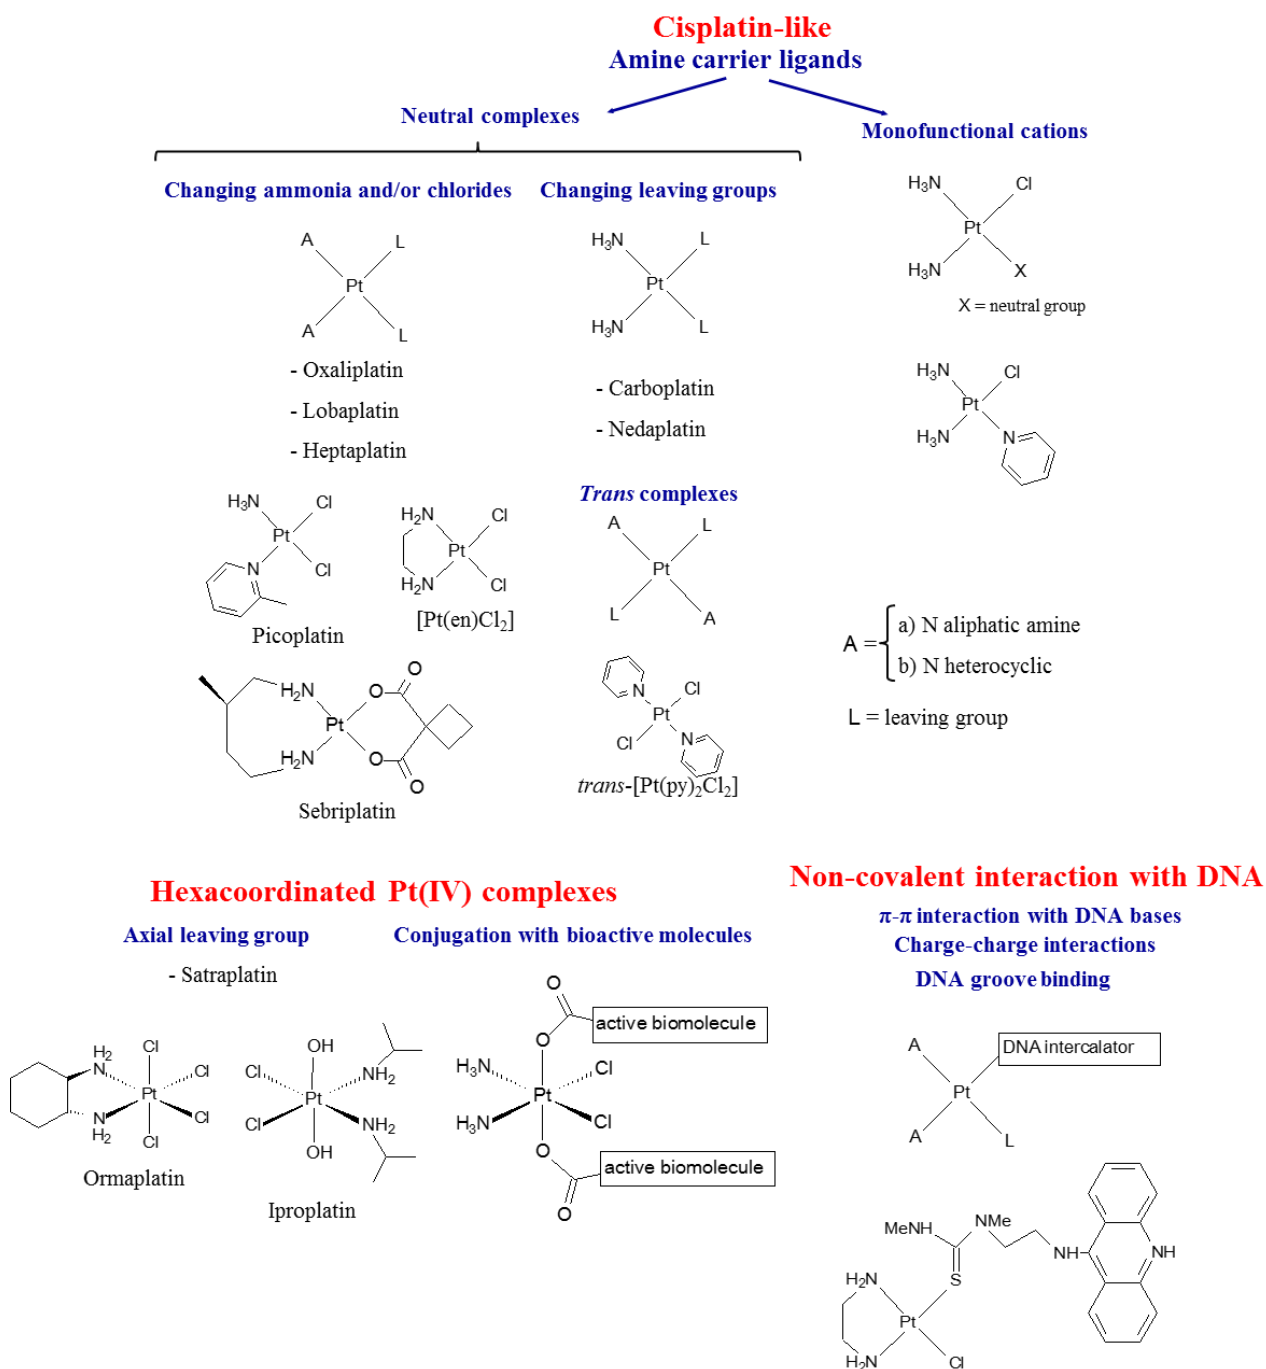 Cisplatin-like
Amine carrier ligands
Neutral complexes
Monofunctional cations
Changing ammonia and/or chlorides
Changing leaving groups
A
L
Pt
A
L
H₃N
L
Pt
H₃N
L
H₃N
Cl
Pt
H₃N
X
X = neutral group
- Oxaliplatin
- Lobaplatin
- Heptaplatin
- Carboplatin
- Nedaplatin
H₃N
Cl
Pt
H₃N
N
H₃N
Cl
Pt
N
Cl
Picoplatin
H₂N
Cl
Pt
H₂N
Cl
[Pt(en)Cl₂]
Trans complexes
A
L
Pt
L
A
A =
a) N aliphatic amine
b) N heterocyclic
L = leaving group
H₂N
O
O
Pt
H₂N
O
O
Sebriplatin
N
Cl
Pt
Cl
N
trans-[Pt(py)₂Cl₂]
Hexacoordinated Pt(IV) complexes
Axial leaving group
- Satraplatin
Conjugation with bioactive molecules
H₂
N
Cl
Cl
Pt
Cl
N
H₂
Cl
Ormaplatin
OH
Cl
NH₂
Pt
Cl
NH₂
OH
Iproplatin
O
active biomolecule
O
H₃N
Cl
Pt
H₃N
Cl
O
active biomolecule
O
Non-covalent interaction with DNA
π-π interaction with DNA bases
Charge-charge interactions
DNA groove binding
A
DNA intercalator
Pt
A
L
MeNH
NMe
NH
NH
S
H₂N
Pt
H₂N
Cl